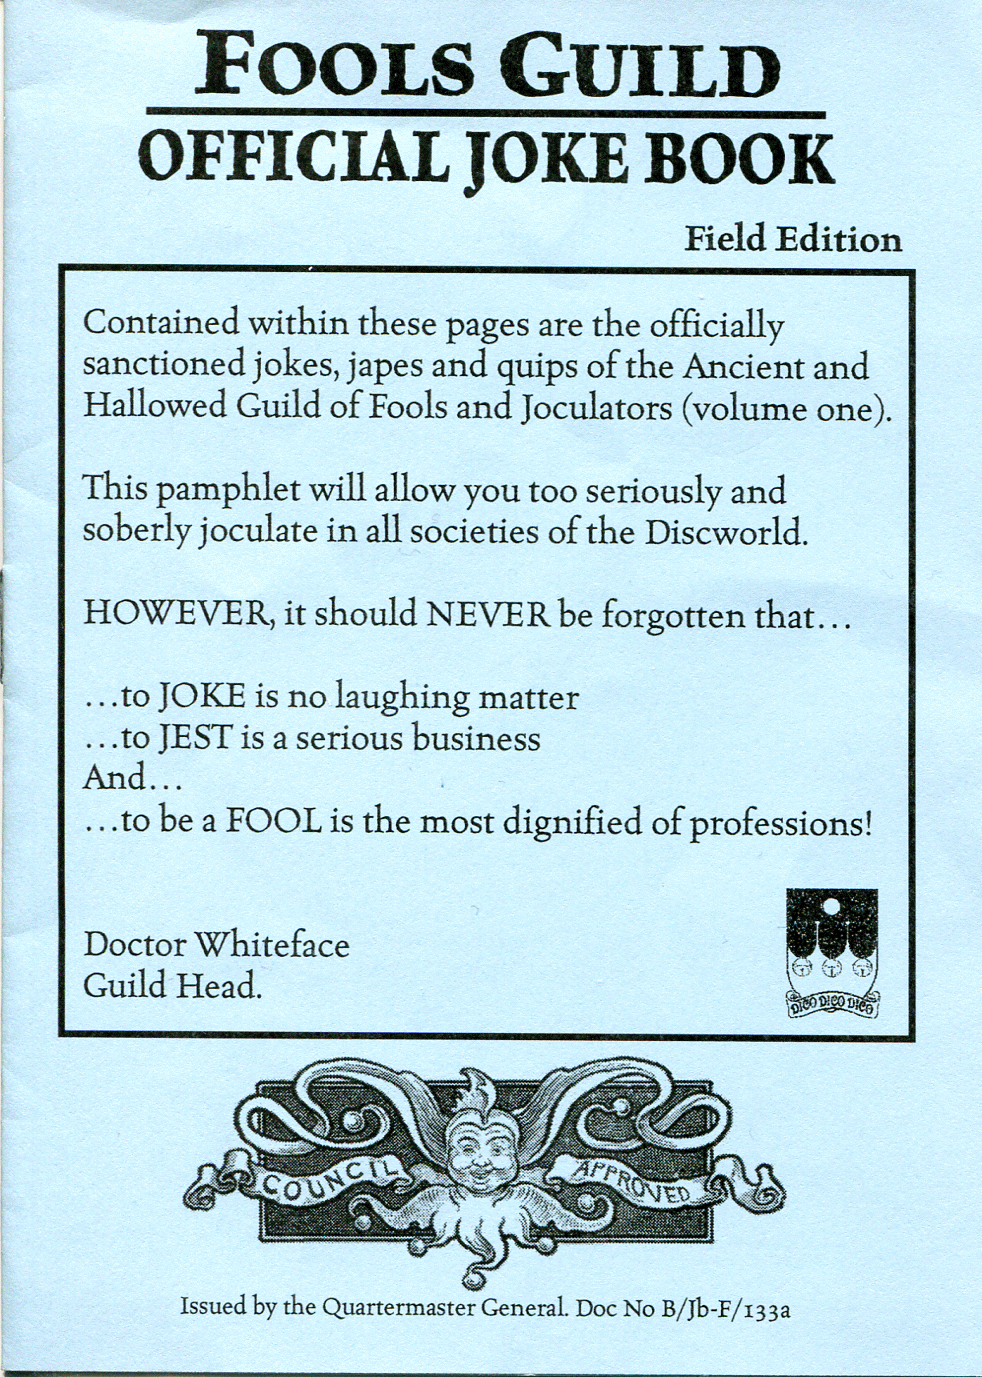 FOOLS GUILD
OFFICIAL JOKE BOOK
Field Edition
Contained within these pages are the officially
sanctioned jokes, japes and quips of the Ancient and
Hallowed Guild of Fools and Joculators (volume one).
This pamphlet will allow you too seriously and
soberly joculate in all societies of the Discworld.
HOWEVER, it should NEVER be forgotten that...
...to JOKE is no laughing matter
...to JEST is a serious business
And...
...to be a FOOL is the most dignified of professions!
Doctor Whiteface
Guild Head.
DICO DICO DICO
COUNCIL APPROVED
Issued by the Quartermaster General. Doc No B/Jb-F/133a